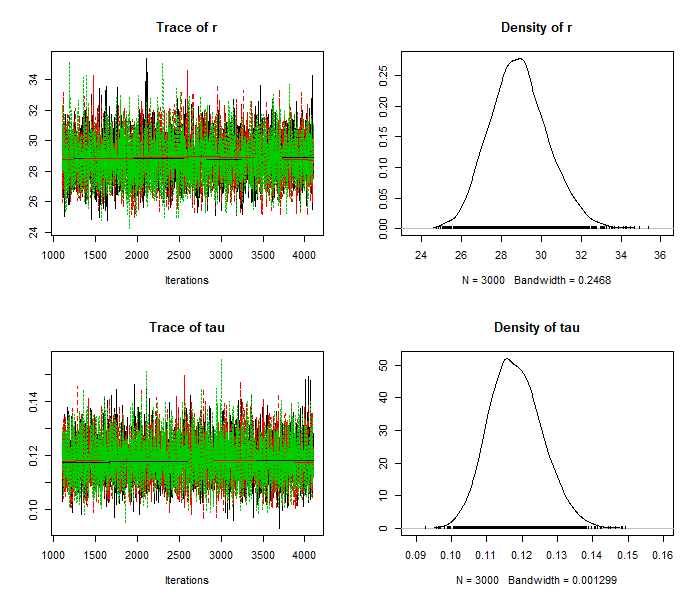 Trace of r
34
32
30
28
26
24
1000 1500 2000 2500 3000 3500 4000
Iterations
Density of r
0.25
0.20
0.15
0.10
0.05
0.00
24 26 28 30 32 34 36
N = 3000 Bandwidth = 0.2468
Trace of tau
0.14
0.12
0.10
1000 1500 2000 2500 3000 3500 4000
Iterations
Density of tau
50
40
30
20
10
0
0.09 0.10 0.11 0.12 0.13 0.14 0.15 0.16
N = 3000 Bandwidth = 0.001299